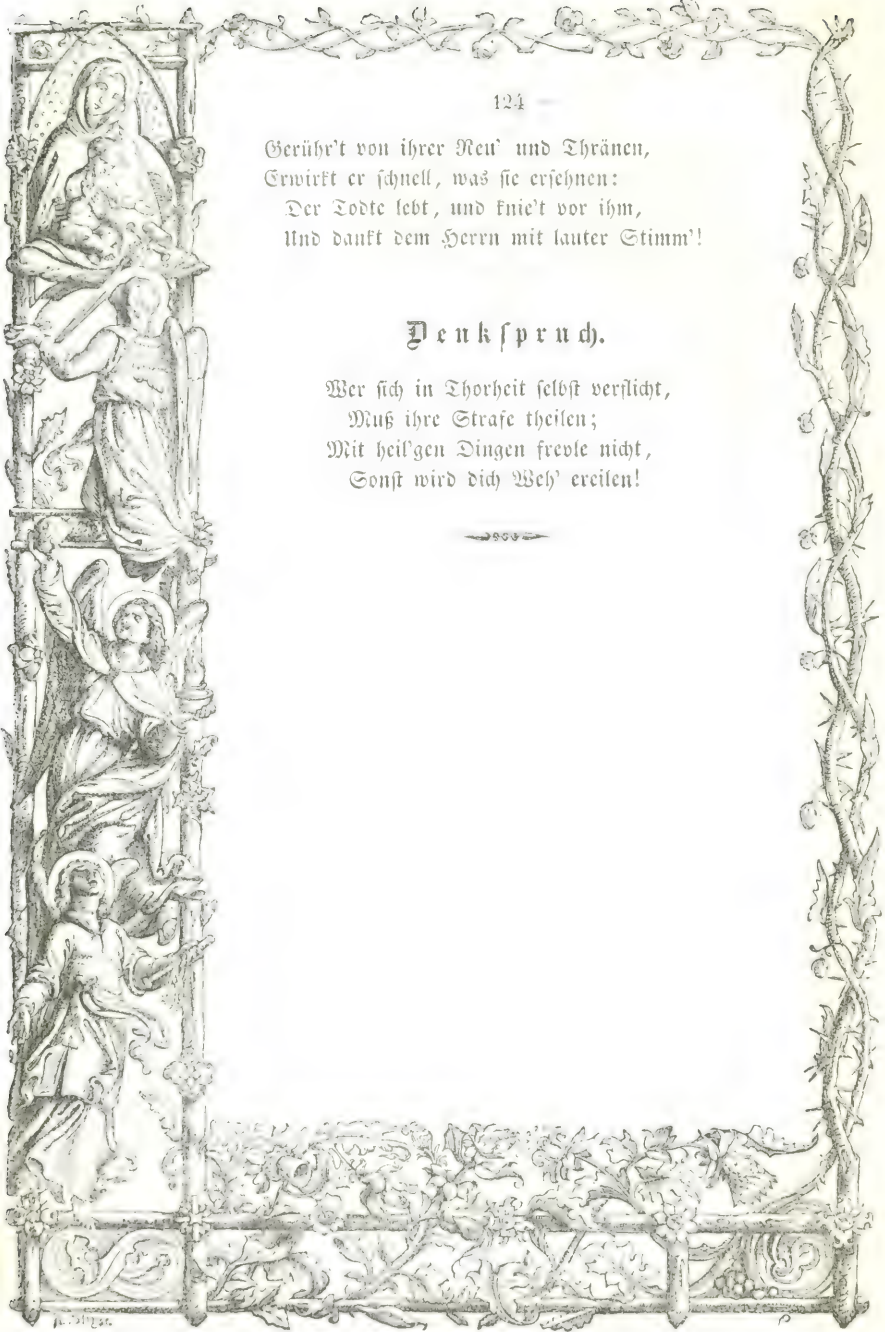 124
Gerühr't von ihrer Reu' und Thränen,
Erwirkt er schnell, was sie ersehnen:
Der Todte lebt, und knie't vor ihm,
Und dankt dem Herrn mit lauter Stimm'!
Denkspruch.
Wer sich in Thorheit selbst verflicht,
Muß ihre Strafe theilen;
Mit heil'gen Dingen frevle nicht,
Sonst wird dich Weh' ereilen!